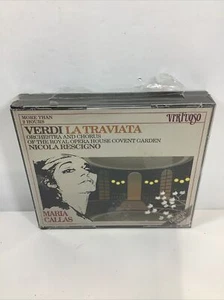 MORE THAN
2 HOURS
VIRTUOSO
VERDI LA TRAVIATA
ORCHESTRA AND CHORUS
OF THE ROYAL OPERA HOUSE COVENT GARDEN
NICOLA RESCIGNO
MARIA
CALLAS